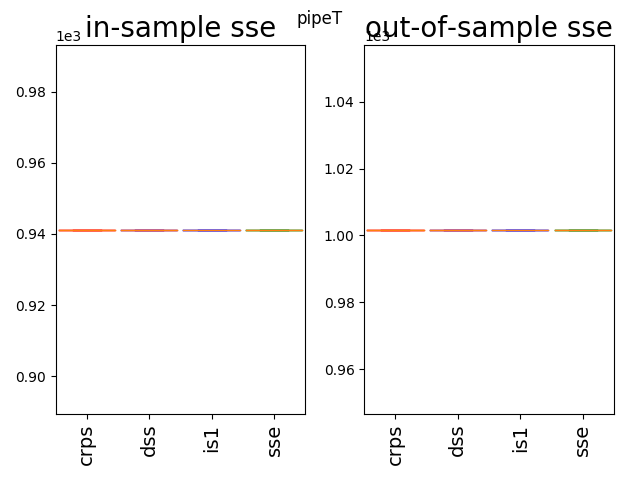 pipeT
in-sample sse
1e3
0.98
0.96
0.94
0.92
0.90
crps
dss
is1
sse
out-of-sample sse
1e3
1.04
1.02
1.00
0.98
0.96
crps
dss
is1
sse